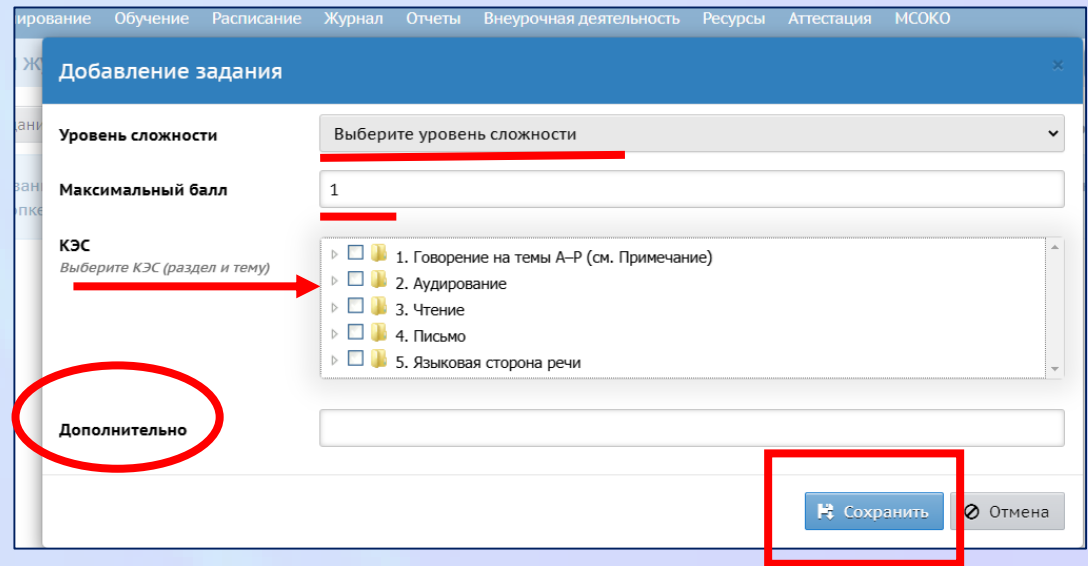 Обучение Расписание Журнал Отчеты Внеурочная деятельность Ресурсы Аттестация МСОКО
Добавление задания
Уровень сложности
Выберите уровень сложности
Максимальный балл
1
КЭС
Выберите КЭС (раздел и тему)
1. Говорение на темы А–Р (см. Примечание)
2. Аудирование
3. Чтение
4. Письмо
5. Языковая сторона речи
Дополнительно
Сохранить
Отмена